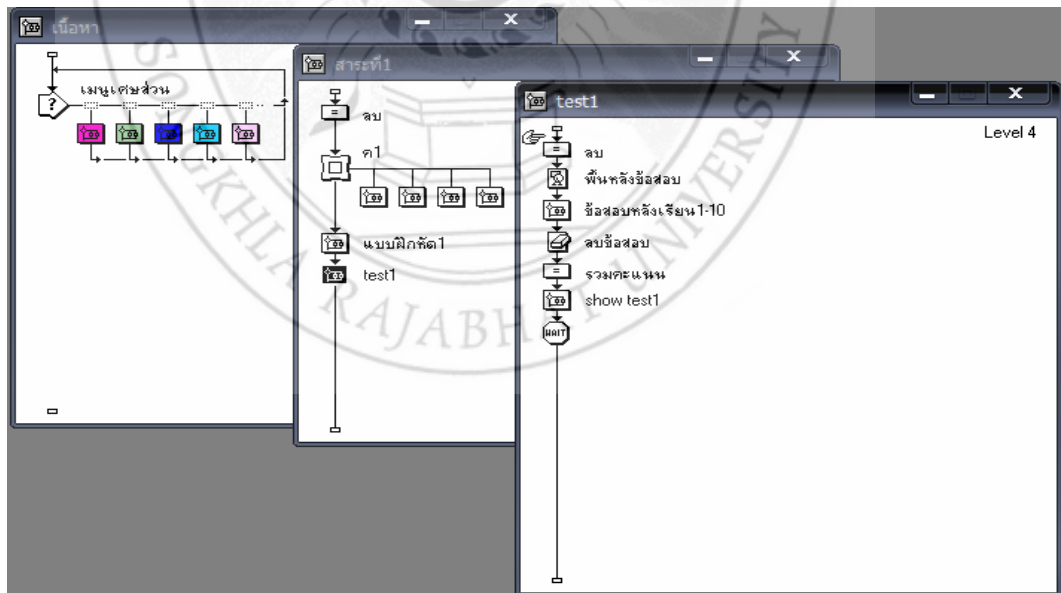 เนื้อหา
เมนูเศษส่วน
สาระที่1
ลบ
ค1
แบบฝึกหัด1
test1
test1
Level 4
ลบ
พื้นหลังข้อสอบ
ข้อสอบหลังเรียน1-10
ลบข้อสอบ
=
รวมคะแนน
show test1
WAIT
SONGKHLA RAJABHAT UNIVERSITY